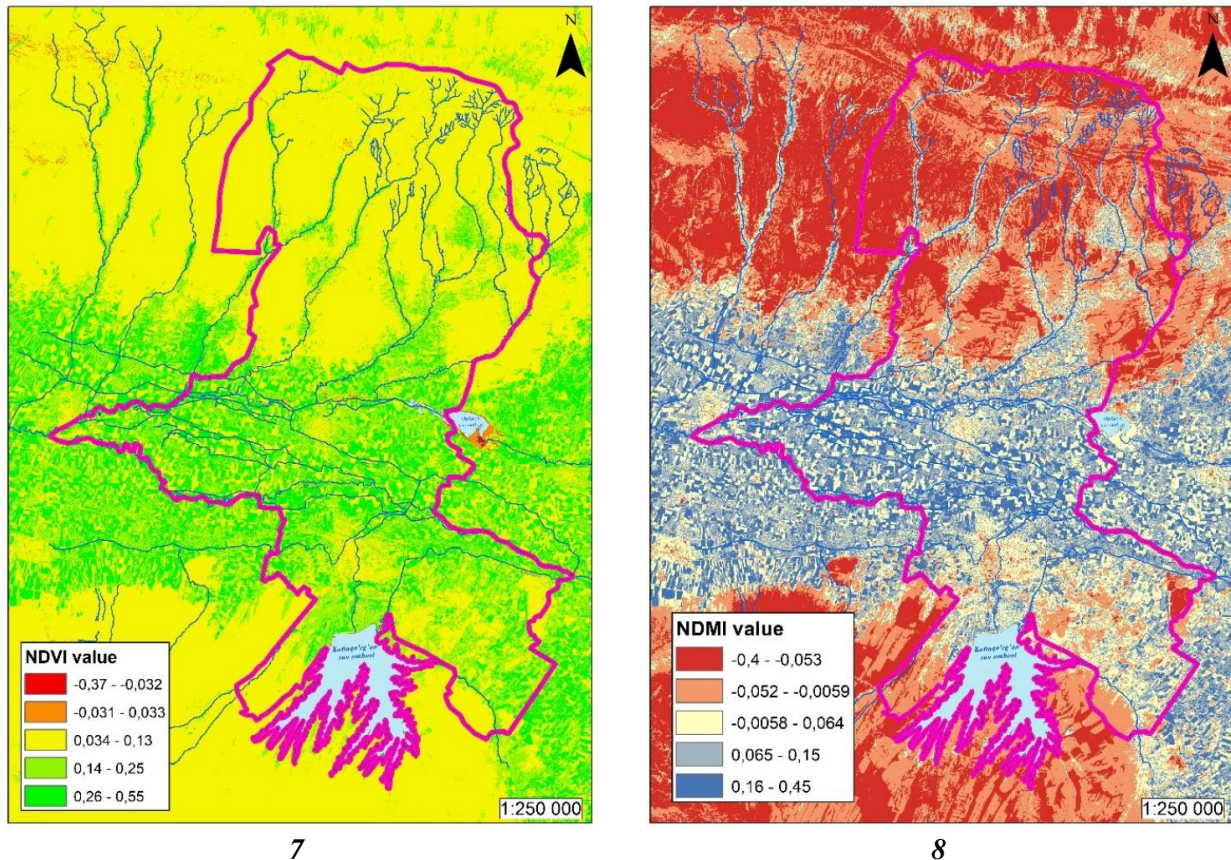 N
NDVI value
-0,37 - -0,032
-0,031 - 0,033
0,034 - 0,13
0,14 - 0,25
0,26 - 0,55
1:250 000
7
N
NDMI value
-0,4 - -0,053
-0,052 - -0,0059
-0,0058 - 0,064
0,065 - 0,15
0,16 - 0,45
1:250 000
8